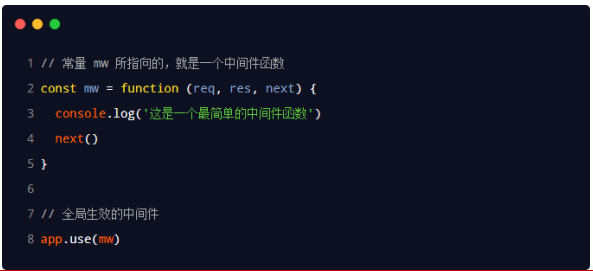 1 // 常量 mw 所指向的，就是一个中间件函数
2 const mw = function (req, res, next) {
3   console.log('这是一个最简单的中间件函数')
4   next()
5 }
6
7 // 全局生效的中间件
8 app.use(mw)